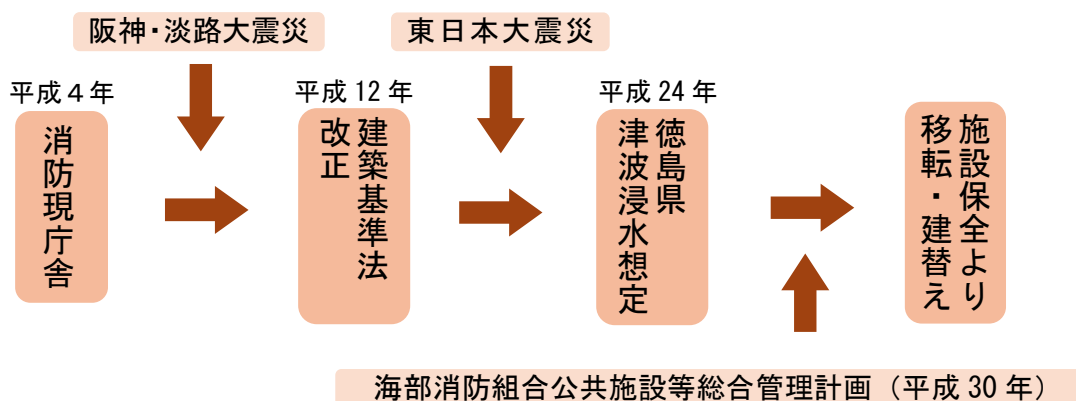 阪神・淡路大震災
東日本大震災
平成４年
消防現庁舎
平成 12 年
建築基準法
改正
平成 24 年
徳島県
津波浸水想定
施設保全より
移転・建替え
海部消防組合公共施設等総合管理計画（平成 30 年）